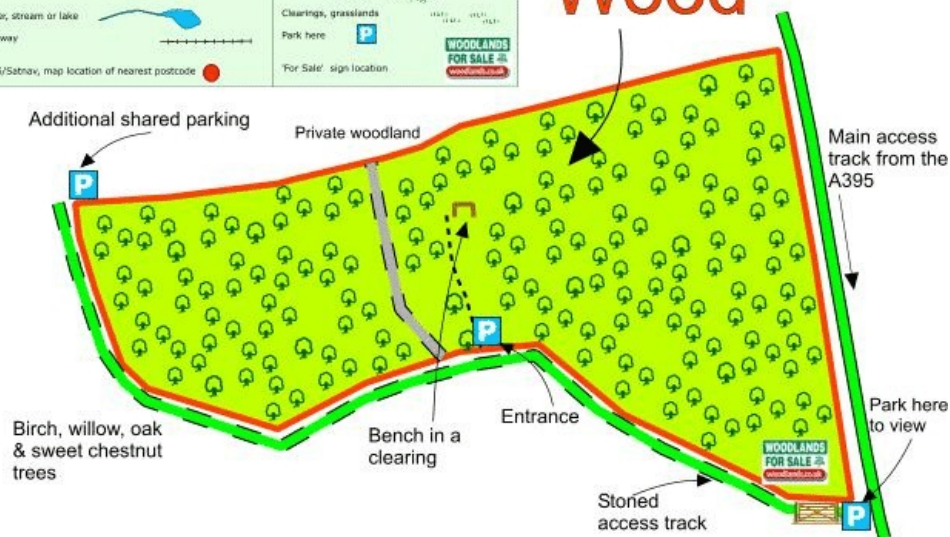 er, stream or lake
way
/Satnav, map location of nearest postcode
Clearings, grasslands
Park here
P
'For Sale' sign location
WOODLANDS
FOR SALE
woodlands.co.uk
Wood
Additional shared parking
P
Private woodland
Main access
track from the
A395
P
Entrance
Bench in a
clearing
Birch, willow, oak
& sweet chestnut
trees
Park here
to view
WOODLANDS
FOR SALE
woodlands.co.uk
Stoned
access track
P